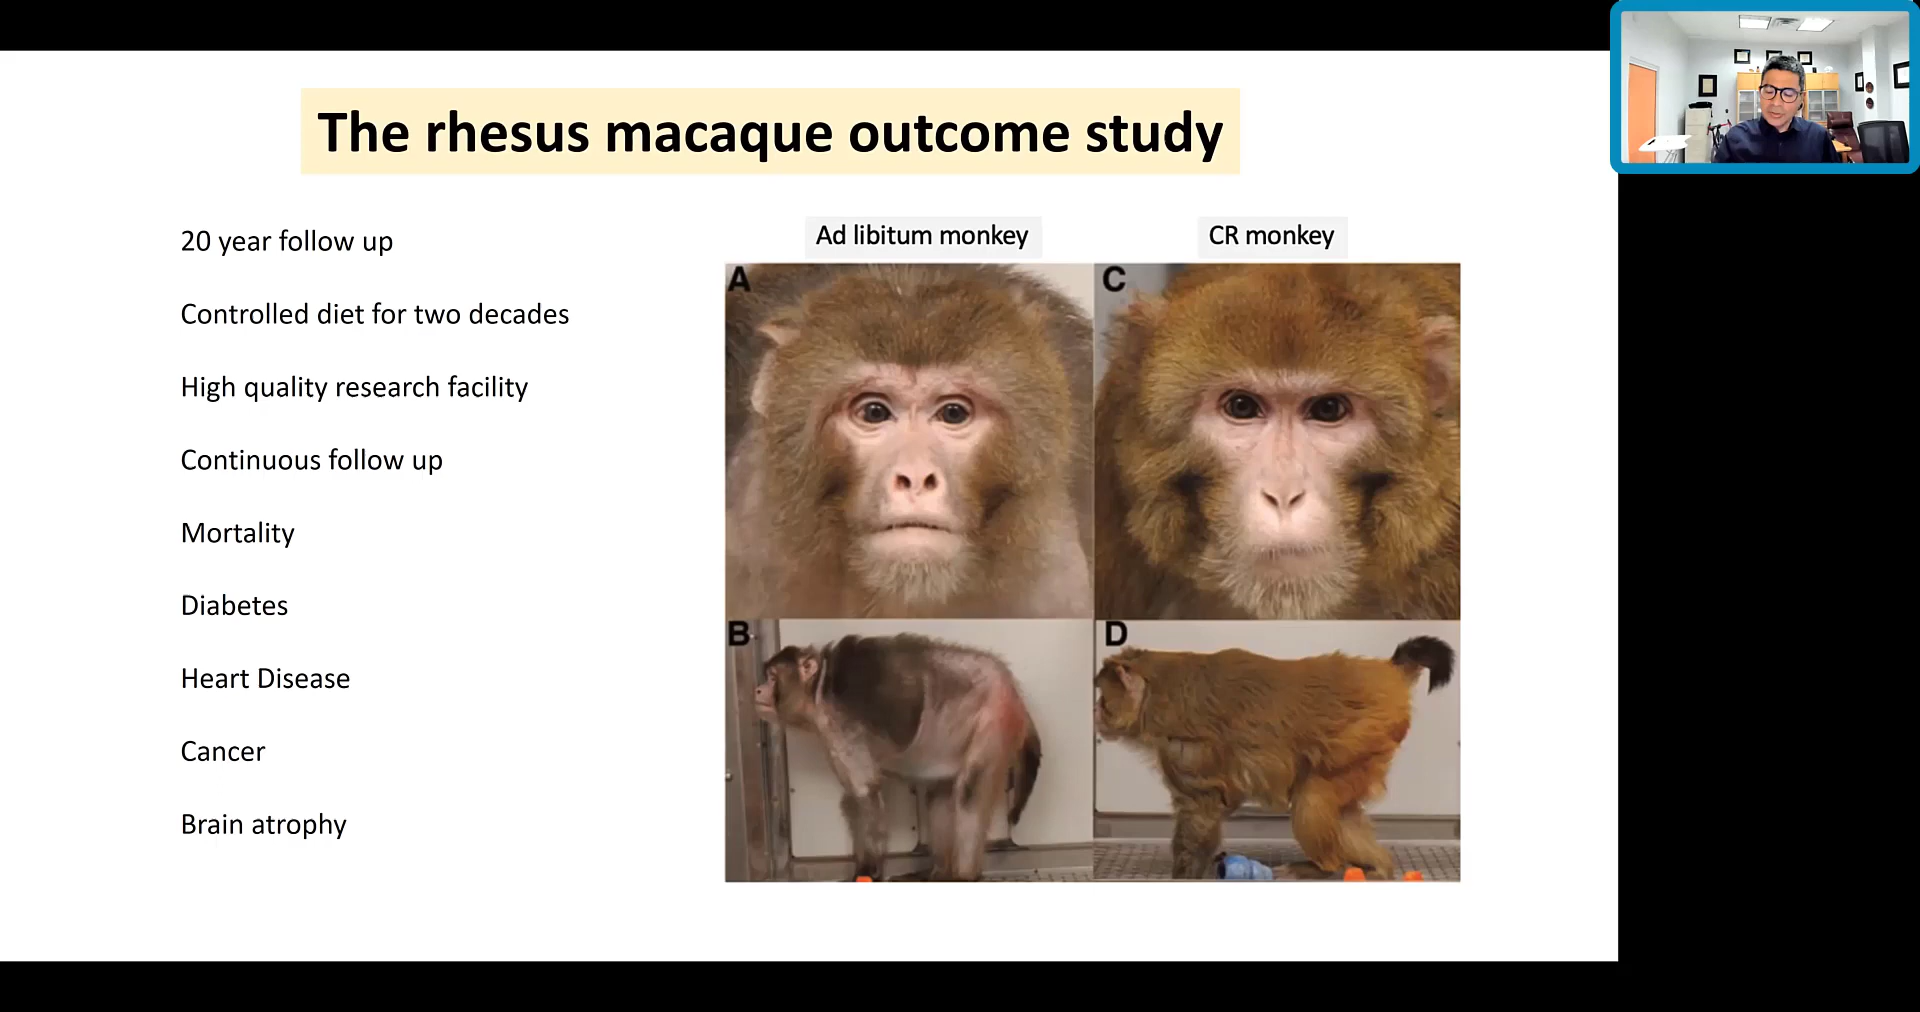 The rhesus macaque outcome study
20 year follow up
Controlled diet for two decades
High quality research facility
Continuous follow up
Mortality
Diabetes
Heart Disease
Cancer
Brain atrophy
Ad libitum monkey
CR monkey
A
C
B
D